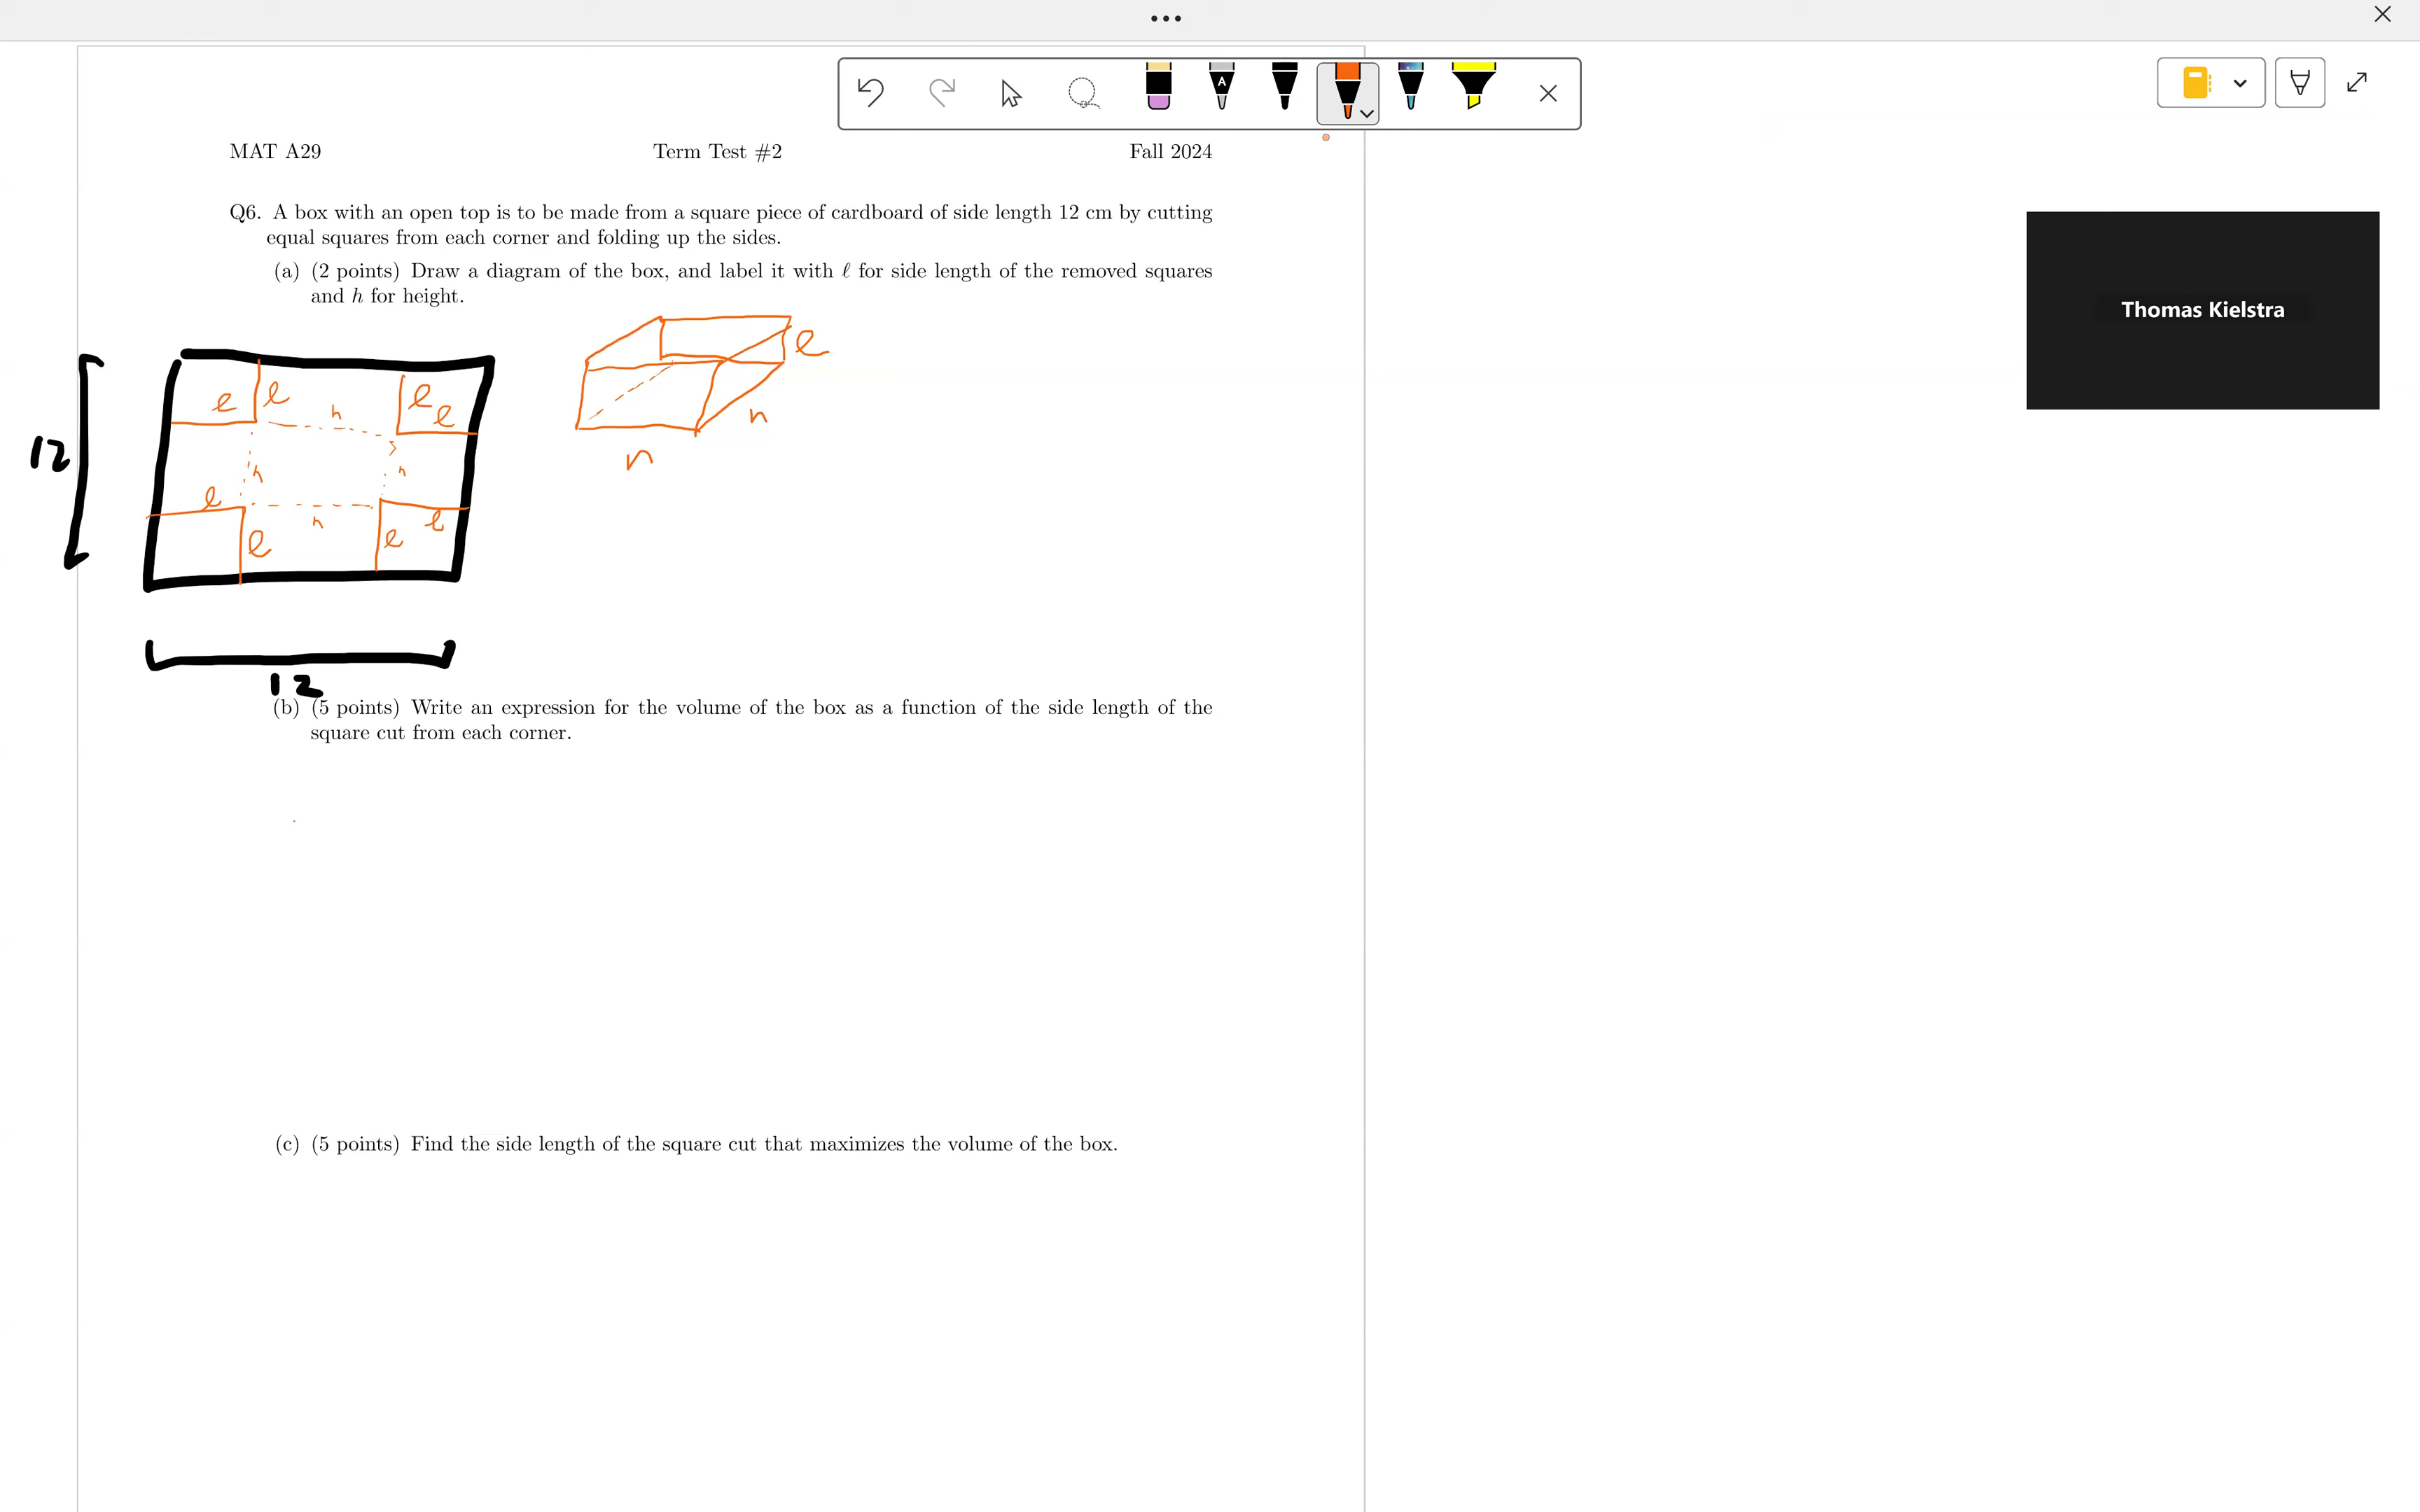 A
MAT A29 Term Test #2 Fall 2024
Q6. A box with an open top is to be made from a square piece of cardboard of side length 12 cm by cutting
equal squares from each corner and folding up the sides.
(a) (2 points) Draw a diagram of the box, and label it with ℓ for side length of the removed squares
and h for height.
Thomas Kielstra
ℓ
ℓ ℓ h ℓ ℓ
n
12
h h
n
ℓ
h
ℓ ℓ ℓ
12
(b) (5 points) Write an expression for the volume of the box as a function of the side length of the
square cut from each corner.
(c) (5 points) Find the side length of the square cut that maximizes the volume of the box.